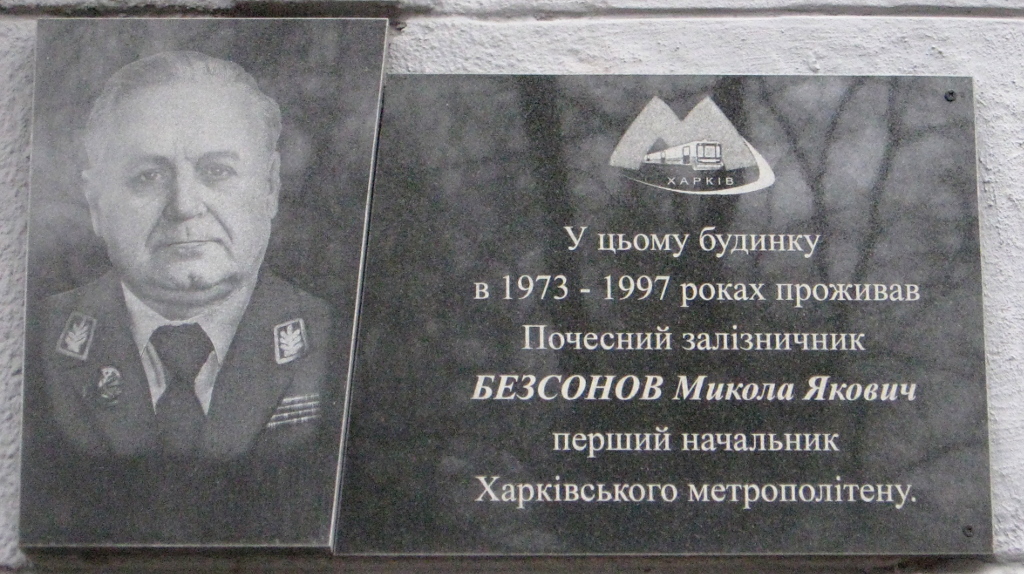 ХАРКІВ
У цьому будинку
в 1973 - 1997 роках проживав
Почесний залізничник
БЕЗСОНОВ Микола Якович
перший начальник
Харківського метрополітену.